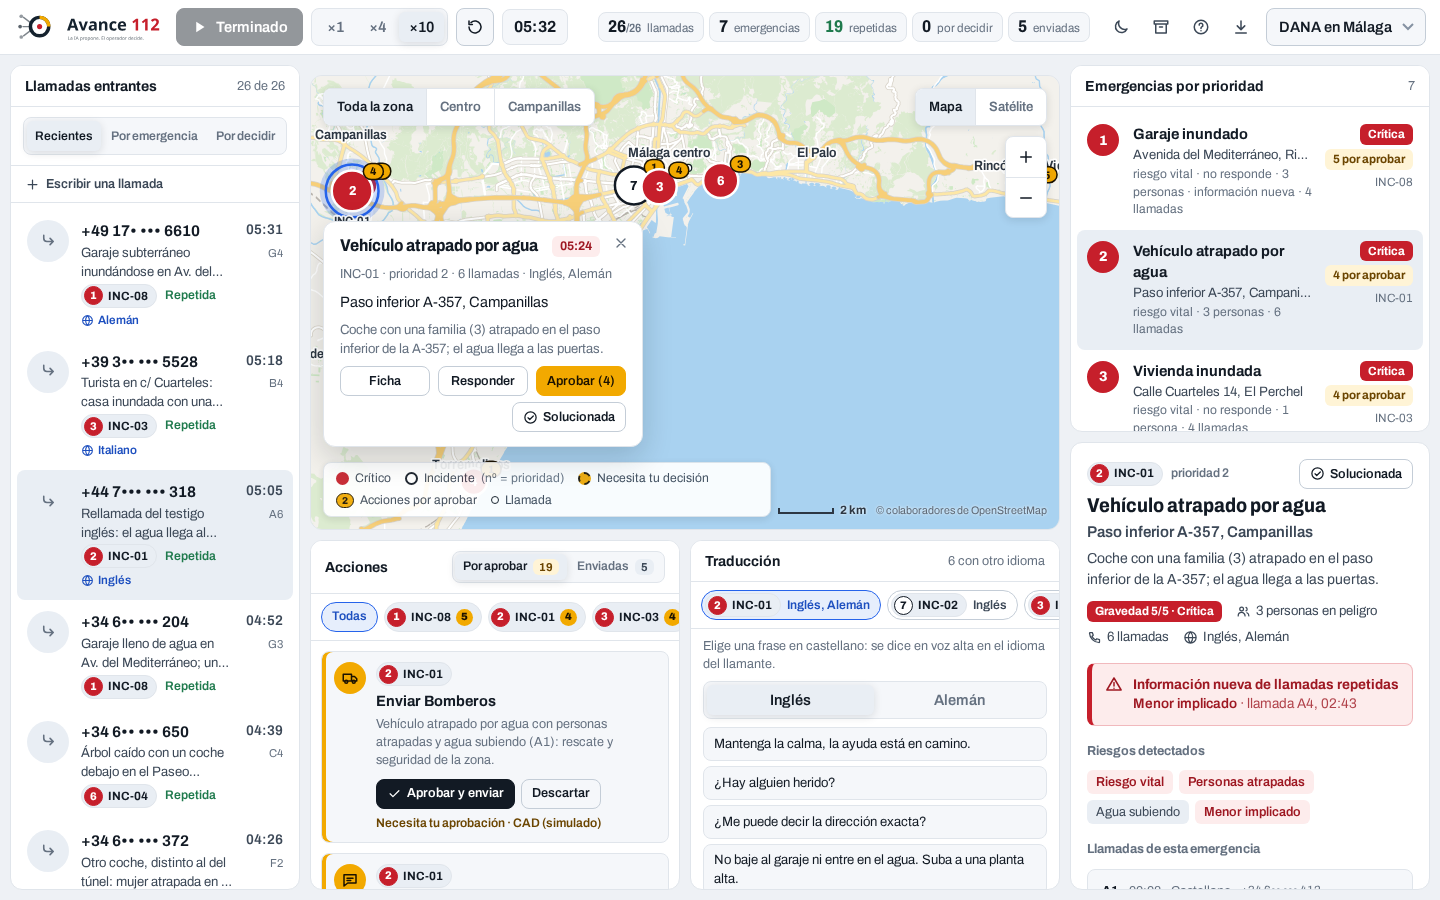 Avance 112
La IA propone. El operador decide.
Terminado
×1 ×4 ×10
05:32
26/26 llamadas
7 emergencias
19 repetidas
0 por decidir
5 enviadas
DANA en Málaga
Llamadas entrantes
26 de 26
Recientes
Por emergencia
Por decidir
Escribir una llamada
+49 17• ••• 6610
05:31
Garaje subterráneo
G4
inundándose en Av. del...
1 INC-08 Repetida
Alemán
+39 3•• ••• 5528
05:18
Turista en c/ Cuarteles:
B4
casa inundada con una...
3 INC-03 Repetida
Italiano
+44 7••• ••• 318
05:05
Rellamada del testigo
A6
inglés: el agua llega al...
2 INC-01 Repetida
Inglés
+34 6•• ••• 204
04:52
Garaje lleno de agua en
G3
Av. del Mediterráneo; un...
1 INC-08 Repetida
+34 6•• ••• 650
04:39
Árbol caído con un coche
C4
debajo en el Paseo...
6 INC-04 Repetida
+34 6•• ••• 372
04:26
Otro coche, distinto al del
F2
túnel: mujer atrapada en ...
Toda la zona
Centro
Campanillas
Mapa
Satélite
Campanillas
Málaga centro
El Palo
Rincó
4
2
7
3
4
6
3
5
+
−
Vehículo atrapado por agua
05:24
INC-01 · prioridad 2 · 6 llamadas · Inglés, Alemán
Paso inferior A-357, Campanillas
Coche con una familia (3) atrapado en el paso
inferior de la A-357; el agua llega a las puertas.
Ficha
Responder
Aprobar (4)
Solucionada
Crítico
Incidente (nº = prioridad)
Necesita tu decisión
2 Acciones por aprobar
Llamada
2 km
© colaboradores de OpenStreetMap
Acciones
Por aprobar 19
Enviadas 5
Todas
1 INC-08 5
2 INC-01 4
3 INC-03 4
2 INC-01
Enviar Bomberos
Vehículo atrapado por agua con personas
atrapadas y agua subiendo (A1): rescate y
seguridad de la zona.
Aprobar y enviar
Descartar
Necesita tu aprobación · CAD (simulado)
2 INC-01
Traducción
6 con otro idioma
2 INC-01 Inglés, Alemán
7 INC-02 Inglés
3
Elige una frase en castellano: se dice en voz alta en el idioma
del llamante.
Inglés
Alemán
Mantenga la calma, la ayuda está en camino.
¿Hay alguien herido?
¿Me puede decir la dirección exacta?
No baje al garaje ni entre en el agua. Suba a una planta
alta.
Emergencias por prioridad
7
1
Garaje inundado
Crítica
Avenida del Mediterráneo, Ri...
5 por aprobar
riesgo vital · no responde · 3
INC-08
personas · información nueva · 4
llamadas
2
Vehículo atrapado por
Crítica
agua
4 por aprobar
Paso inferior A-357, Campani...
INC-01
riesgo vital · 3 personas · 6
llamadas
3
Vivienda inundada
Crítica
Calle Cuarteles 14, El Perchel
4 por aprobar
riesgo vital · no responde · 1
INC-03
persona · 4 llamadas
2 INC-01 prioridad 2
Solucionada
Vehículo atrapado por agua
Paso inferior A-357, Campanillas
Coche con una familia (3) atrapado en el paso
inferior de la A-357; el agua llega a las puertas.
Gravedad 5/5 · Crítica
3 personas en peligro
6 llamadas
Inglés, Alemán
Información nueva de llamadas repetidas
Menor implicado · llamada A4, 02:43
Riesgos detectados
Riesgo vital
Personas atrapadas
Agua subiendo
Menor implicado
Llamadas de esta emergencia